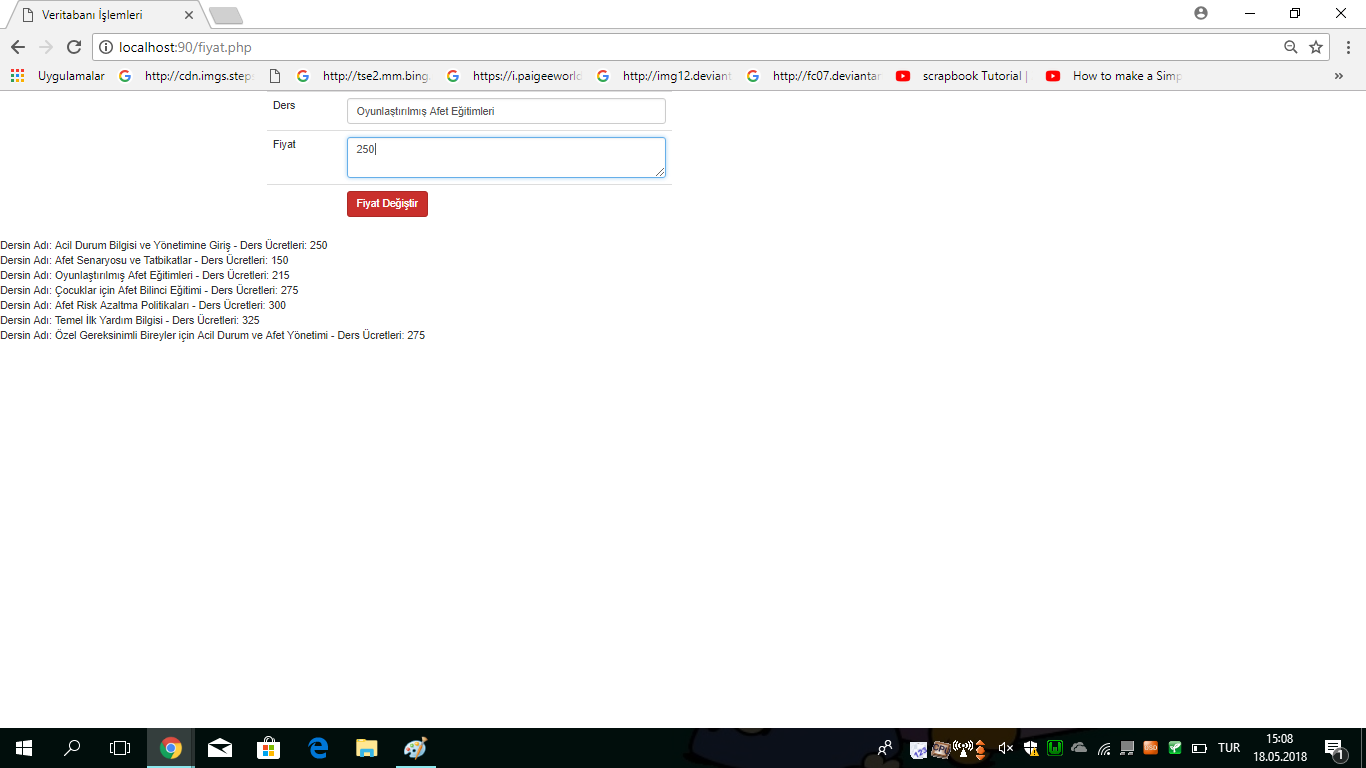 Veritabanı İşlemleri
localhost:90/fiyat.php
Uygulamalar http://cdn.imgs.steps http://tse2.mm.bing. https://i.paigeeworld http://img12.deviant http://fc07.deviantar scrapbook Tutorial | How to make a Simp
Ders Oyunlaştırılmış Afet Eğitimleri
Fiyat 250
Fiyat Değiştir
Dersin Adı: Acil Durum Bilgisi ve Yönetimine Giriş - Ders Ücretleri: 250
Dersin Adı: Afet Senaryosu ve Tatbikatlar - Ders Ücretleri: 150
Dersin Adı: Oyunlaştırılmış Afet Eğitimleri - Ders Ücretleri: 215
Dersin Adı: Çocuklar için Afet Bilinci Eğitimi - Ders Ücretleri: 275
Dersin Adı: Afet Risk Azaltma Politikaları - Ders Ücretleri: 300
Dersin Adı: Temel İlk Yardım Bilgisi - Ders Ücretleri: 325
Dersin Adı: Özel Gereksinimli Bireyler için Acil Durum ve Afet Yönetimi - Ders Ücretleri: 275
TUR
15:08
18.05.2018
1